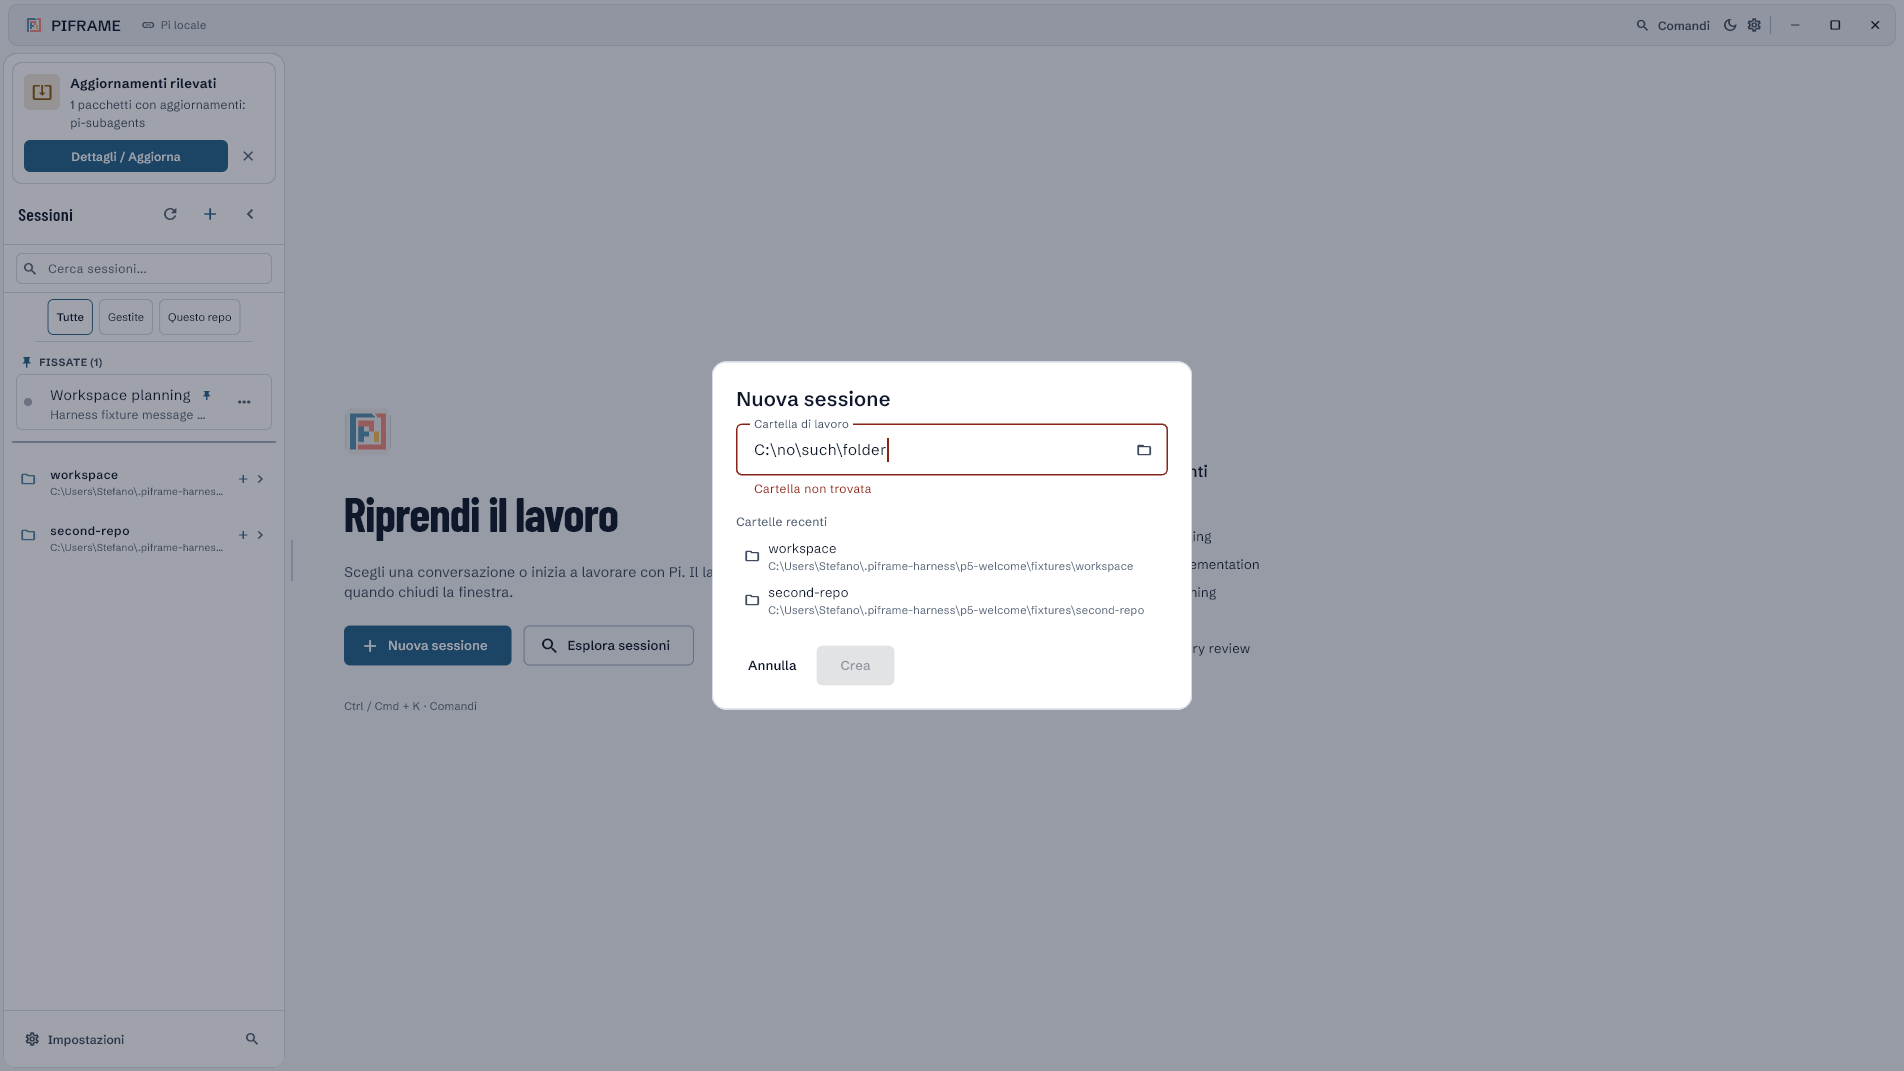 PIFRAME
Pi locale
Comandi
Aggiornamenti rilevati
1 pacchetti con aggiornamenti:
pi-subagents
Dettagli / Aggiorna
Sessioni
Cerca sessioni...
Tutte
Gestite
Questo repo
FISSATE (1)
Workspace planning
Harness fixture message ...
workspace
C:\Users\Stefano\.piframe-harnes...
second-repo
C:\Users\Stefano\.piframe-harnes...
Impostazioni
Riprendi il lavoro
Scegli una conversazione o inizia a lavorare con Pi. Il la
quando chiudi la finestra.
Nuova sessione
Esplora sessioni
Ctrl / Cmd + K · Comandi
Nuova sessione
Cartella di lavoro
C:\no\such\folder
Cartella non trovata
Cartelle recenti
workspace
C:\Users\Stefano\.piframe-harness\p5-welcome\fixtures\workspace
second-repo
C:\Users\Stefano\.piframe-harness\p5-welcome\fixtures\second-repo
Annulla
Crea
nti
ing
ementation
ning
ry review